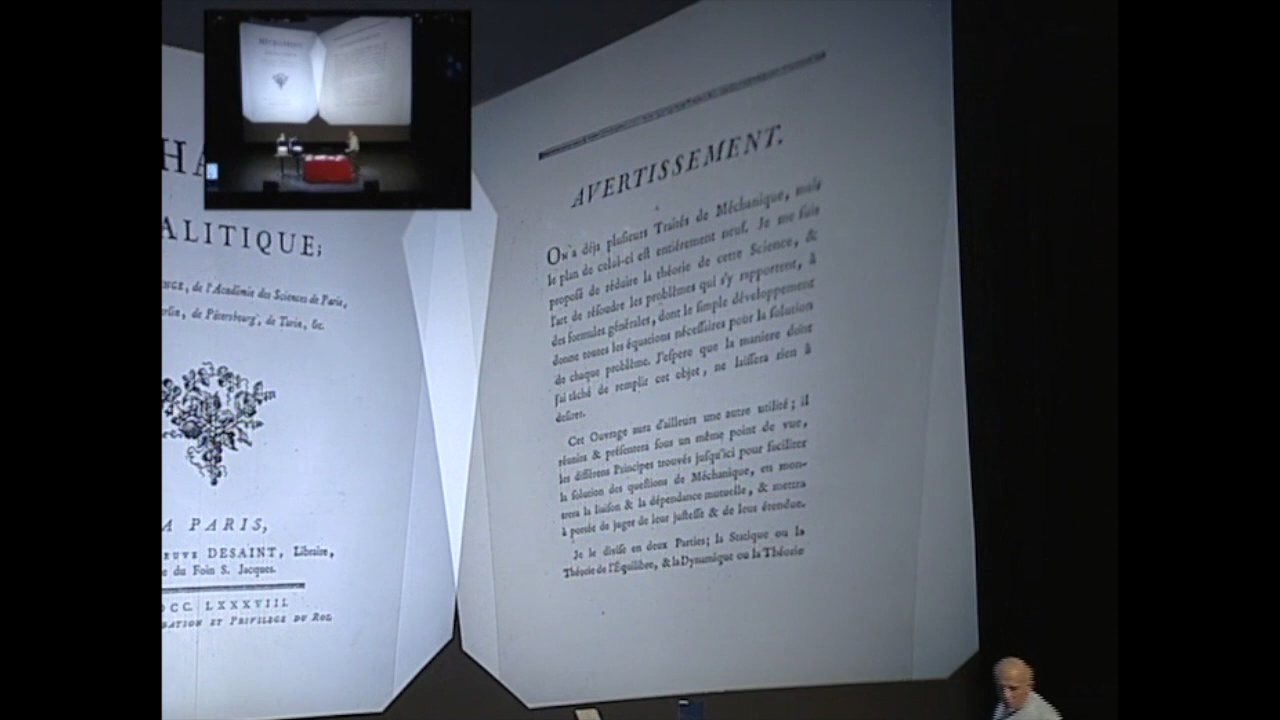 HA
ALITIQUE;
NGE, de l'Académie des Sciences de Paris,
rlin, de Pétersbourg, de Turin, &c.
A PARIS,
EUVE DESAINT, Libraire,
e du Foin S. Jacques.
DCC. LXXXVIII.
BATION ET PRIVILEGE DU ROI.
AVERTISSEMENT.
On a déja plusieurs Traités de Méchanique, mais
le plan de celui-ci est entiérement neuf. Je me suis
proposé de réduire la théorie de cette Science, &
l'art de résoudre les problêmes qui s'y rapportent, à
des formules générales, dont le simple développement
donne toutes les équations nécessaires pour la solution
de chaque problême. J'espere que la maniere dont
j'ai tâché de remplir cet objet, ne laissera rien à
desirer.
Cet Ouvrage aura d'ailleurs une autre utilité; il
réunira & présentera sous un même point de vue,
les différens Principes trouvés jusqu'ici pour faciliter
la solution des questions de Méchanique, en mon-
trera la liaison & la dépendance mutuelle, & mettra
à portée de juger de leur justesse & de leur étendue.
Je le divise en deux Parties; la Statique ou la
Théorie de l'Équilibre, & la Dynamique ou la Théorie